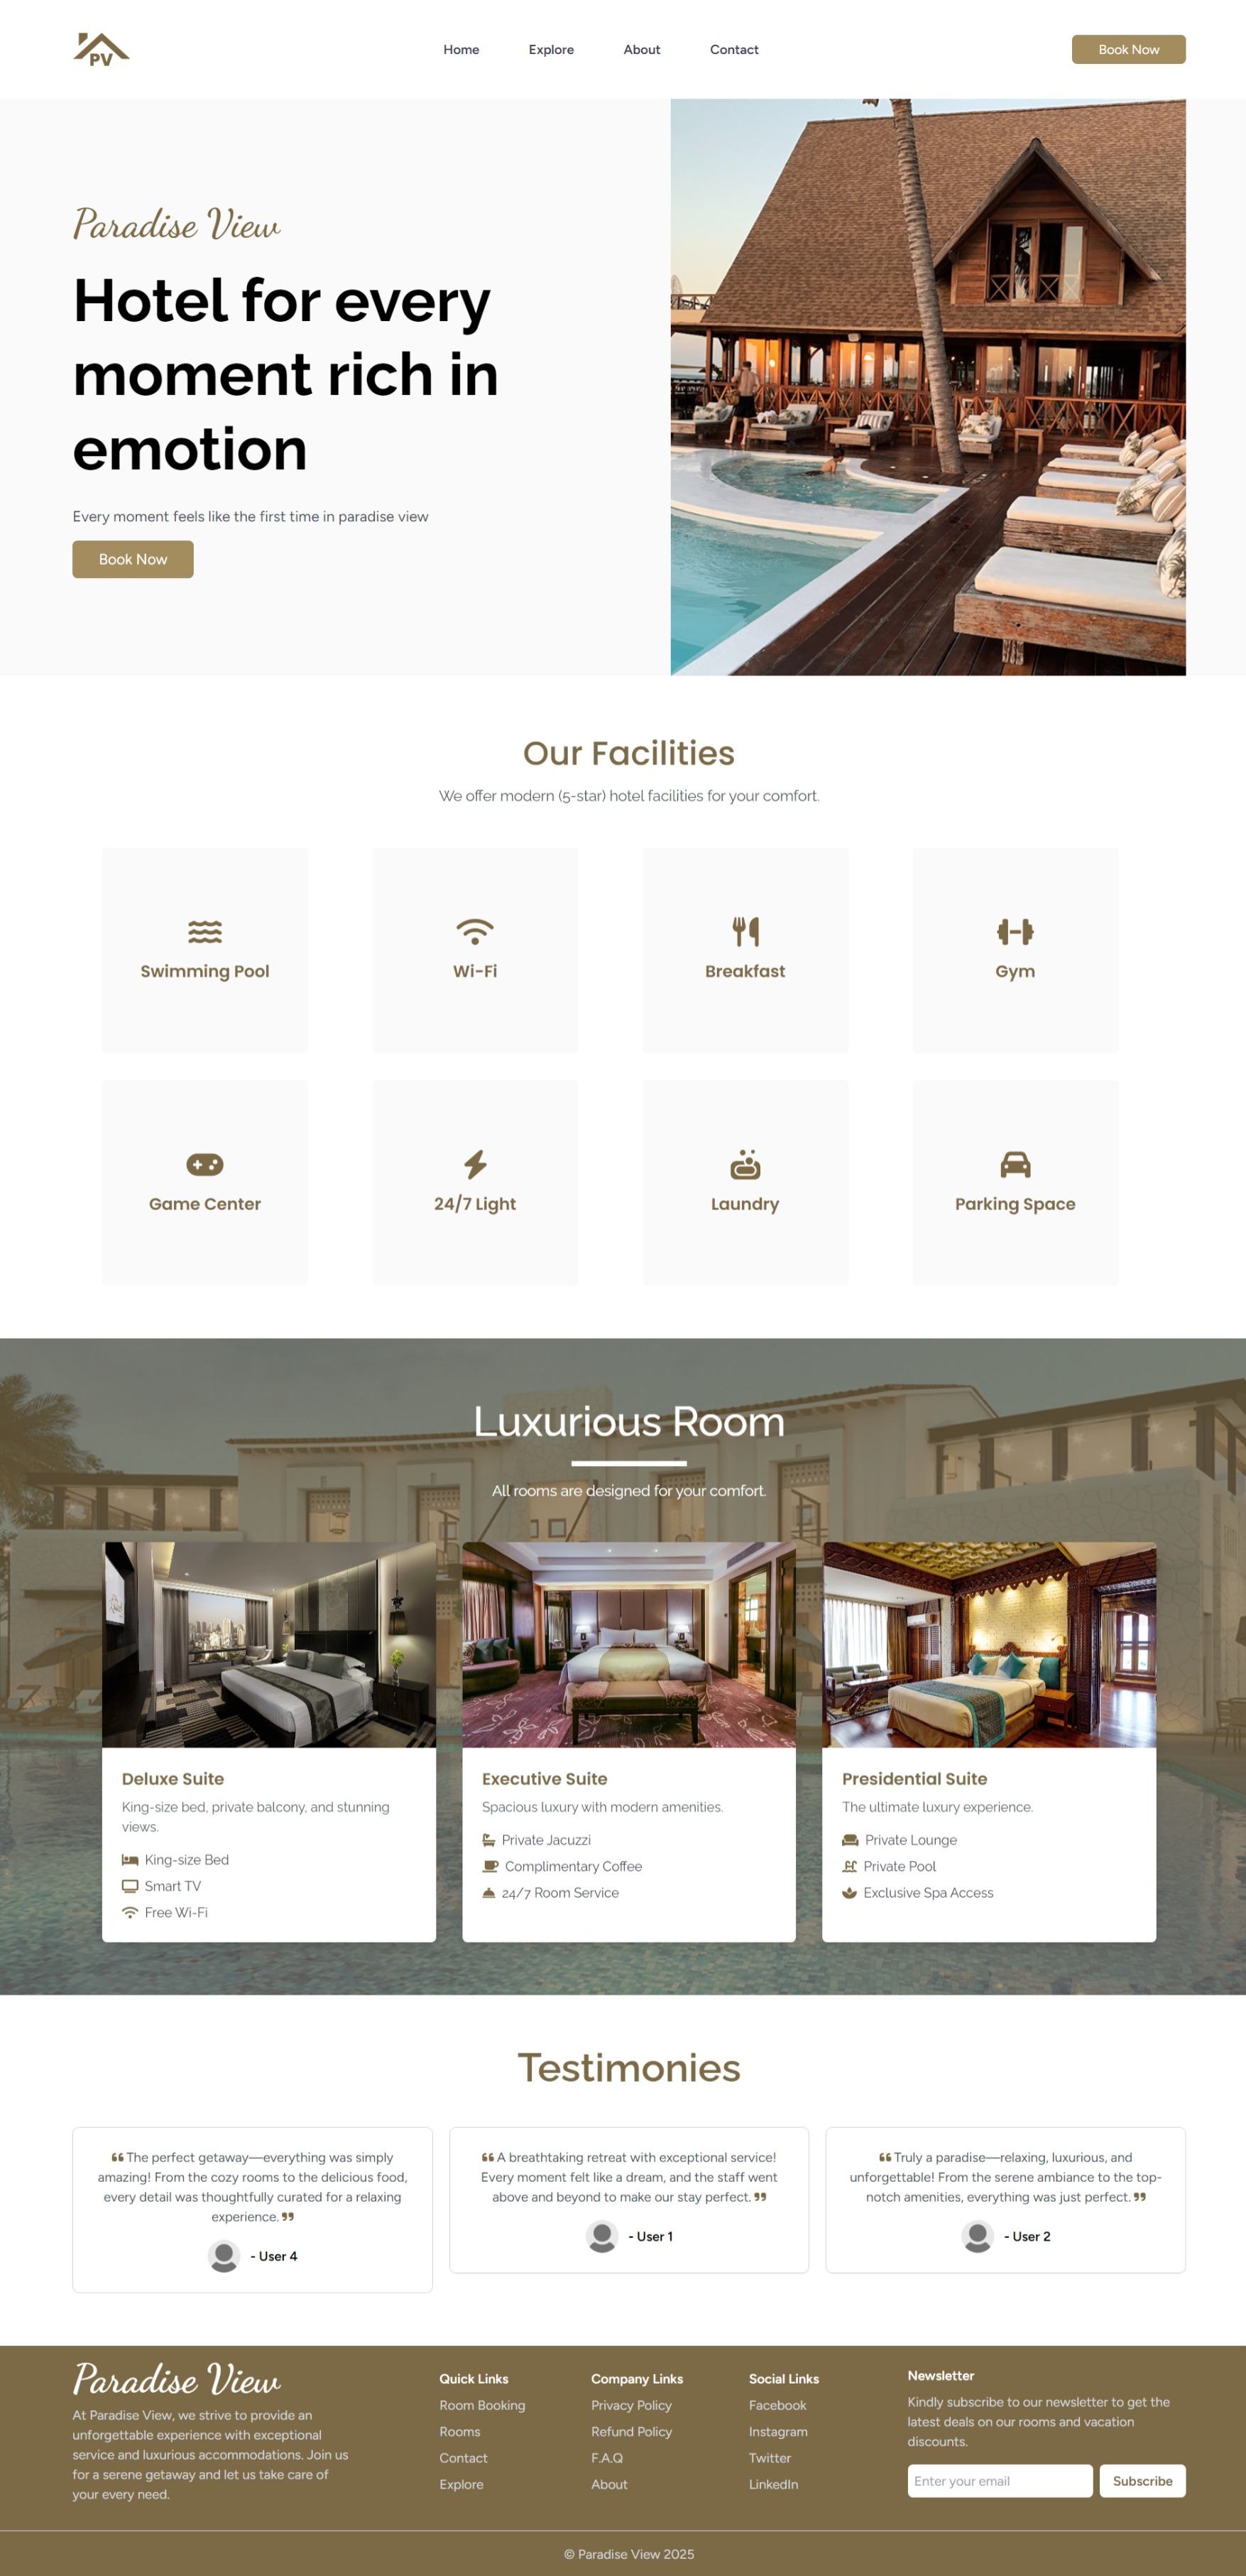 PV
Home
Explore
About
Contact
Book Now
Paradise View
Hotel for every
moment rich in
emotion
Every moment feels like the first time in paradise view
Book Now
Our Facilities
We offer modern (5-star) hotel facilities for your comfort.
Swimming Pool
Wi-Fi
Breakfast
Gym
Game Center
24/7 Light
Laundry
Parking Space
Luxurious Room
All rooms are designed for your comfort.
Deluxe Suite
King-size bed, private balcony, and stunning
views.
King-size Bed
Smart TV
Free Wi-Fi
Executive Suite
Spacious luxury with modern amenities.
Private Jacuzzi
Complimentary Coffee
24/7 Room Service
Presidential Suite
The ultimate luxury experience.
Private Lounge
Private Pool
Exclusive Spa Access
Testimonies
❝ The perfect getaway—everything was simply
amazing! From the cozy rooms to the delicious food,
every detail was thoughtfully curated for a relaxing
experience. ❞
- User 4
❝ A breathtaking retreat with exceptional service!
Every moment felt like a dream, and the staff went
above and beyond to make our stay perfect. ❞
- User 1
❝ Truly a paradise—relaxing, luxurious, and
unforgettable! From the serene ambiance to the top-
notch amenities, everything was just perfect. ❞
- User 2
Paradise View
At Paradise View, we strive to provide an
unforgettable experience with exceptional
service and luxurious accommodations. Join us
for a serene getaway and let us take care of
your every need.
Quick Links
Room Booking
Rooms
Contact
Explore
Company Links
Privacy Policy
Refund Policy
F.A.Q
About
Social Links
Facebook
Instagram
Twitter
LinkedIn
Newsletter
Kindly subscribe to our newsletter to get the
latest deals on our rooms and vacation
discounts.
Enter your email
Subscribe
© Paradise View 2025